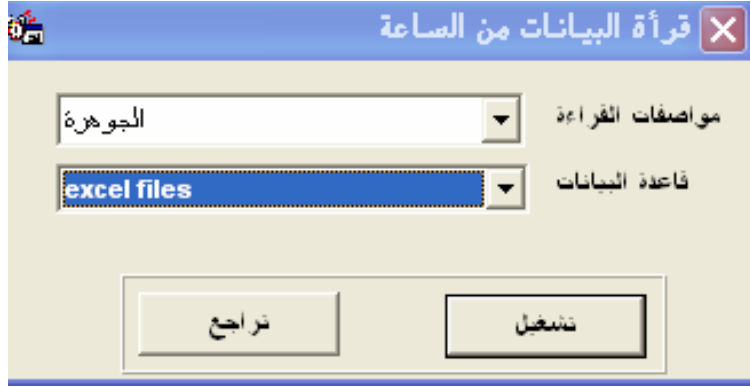 قرأة البيانات من الساعة
مواصفات القراءة الجوهرة
قاعدة البيانات excel files
تشغيل تراجع